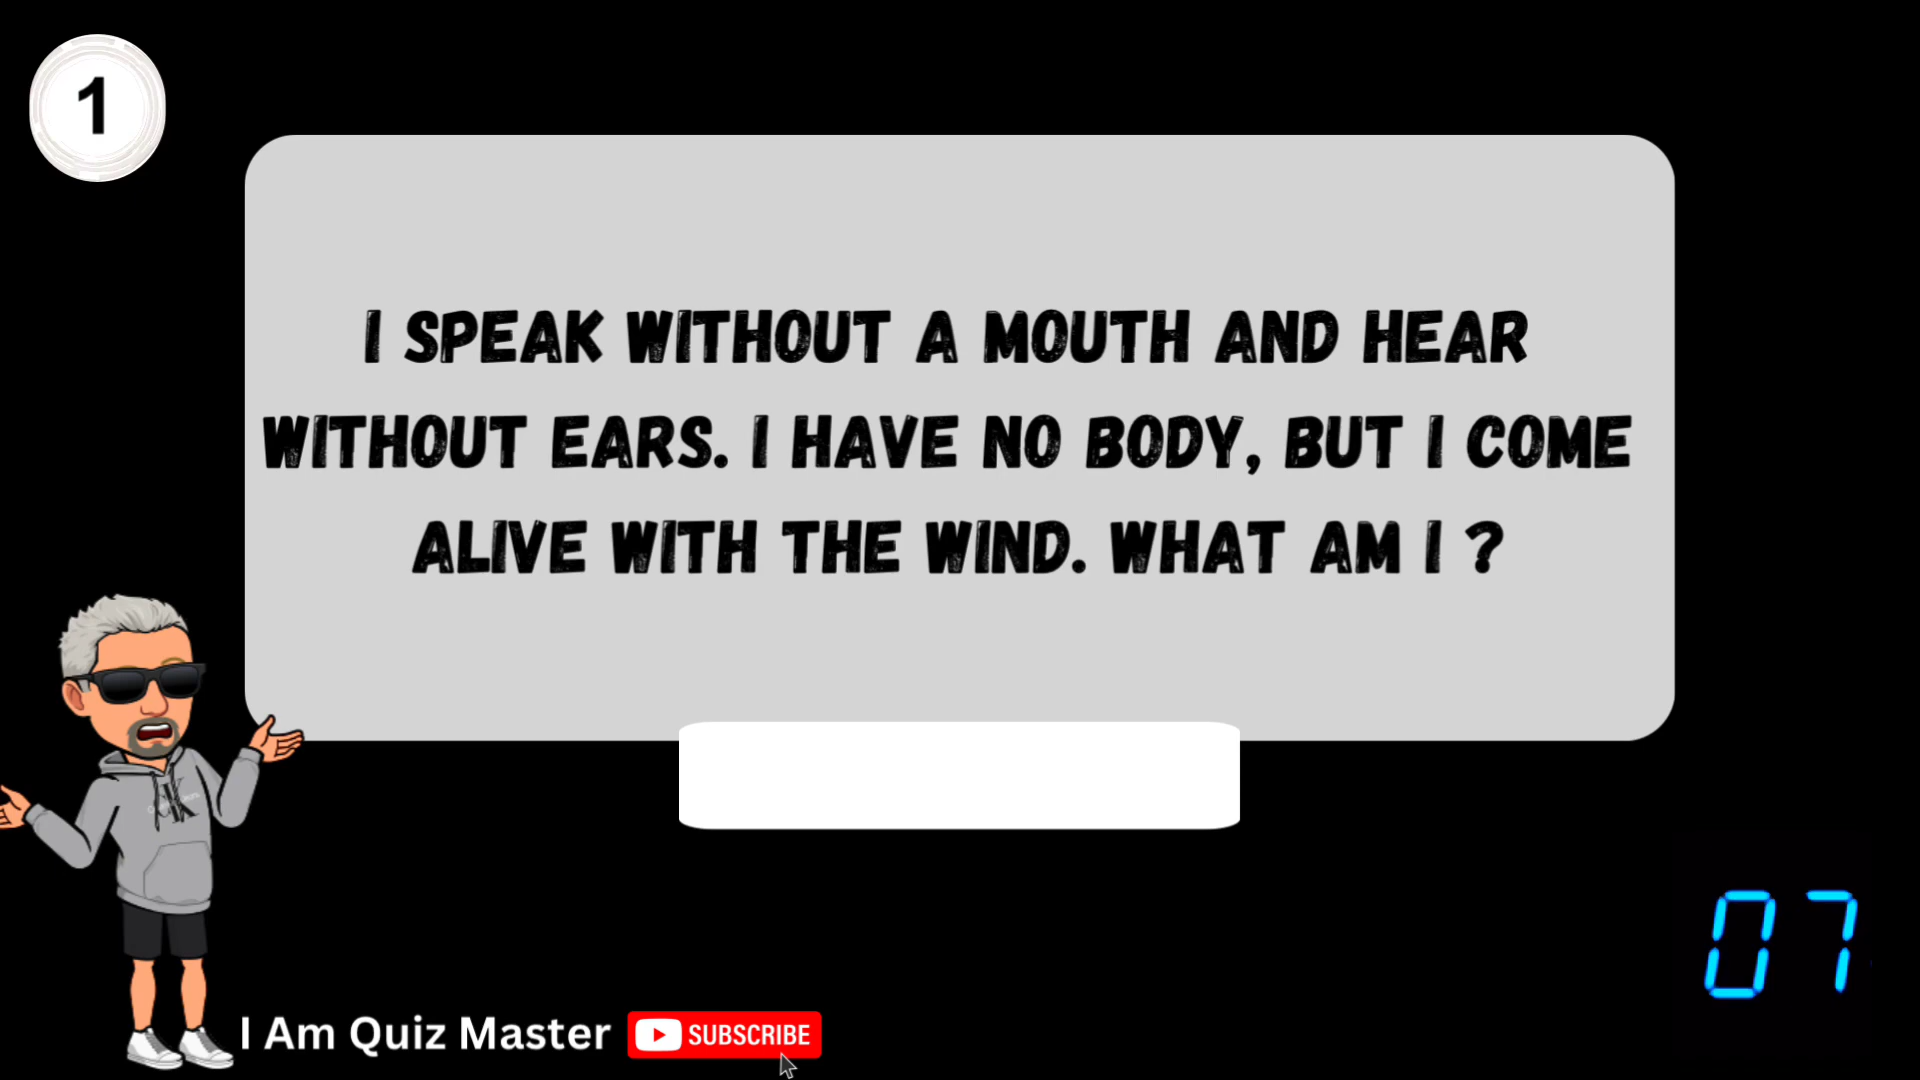 1
I SPEAK WITHOUT A MOUTH AND HEAR
WITHOUT EARS. I HAVE NO BODY, BUT I COME
ALIVE WITH THE WIND. WHAT AM I ?
07
I Am Quiz Master
SUBSCRIBE